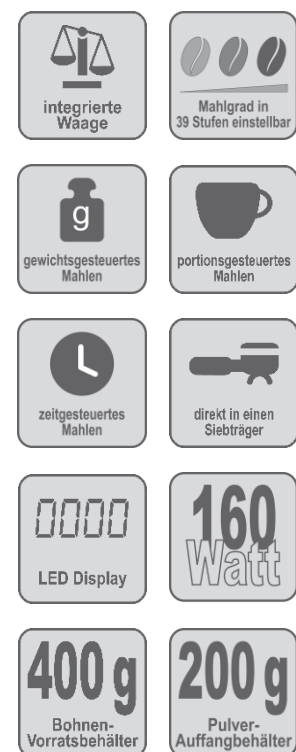 integrierte
Waage
Mahlgrad in
39 Stufen einstellbar
g
gewichtsgesteuertes
Mahlen
portionsgesteuertes
Mahlen
zeitgesteuertes
Mahlen
direkt in einen
Siebträger
0000
LED Display
160
Watt
400 g
Bohnen-
Vorratsbehälter
200 g
Pulver-
Auffangbehälter